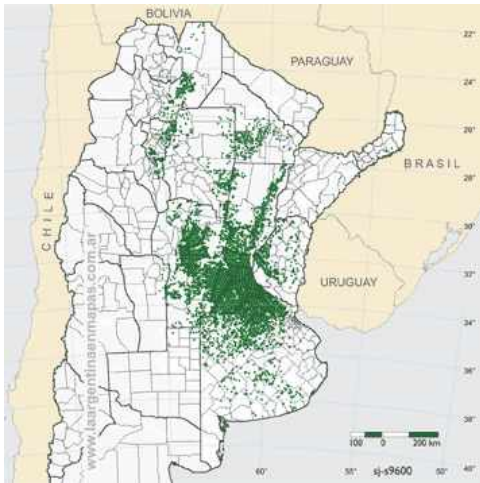 BOLIVIA
22°
PARAGUAY
24°
26°
BRASIL
28°
CHILE
30°
www.laargentinaenmapas.com.ar
URUGUAY
32°
34°
36°
38°
100 0 200 km
60° 55° sj-s9600 50° 40°